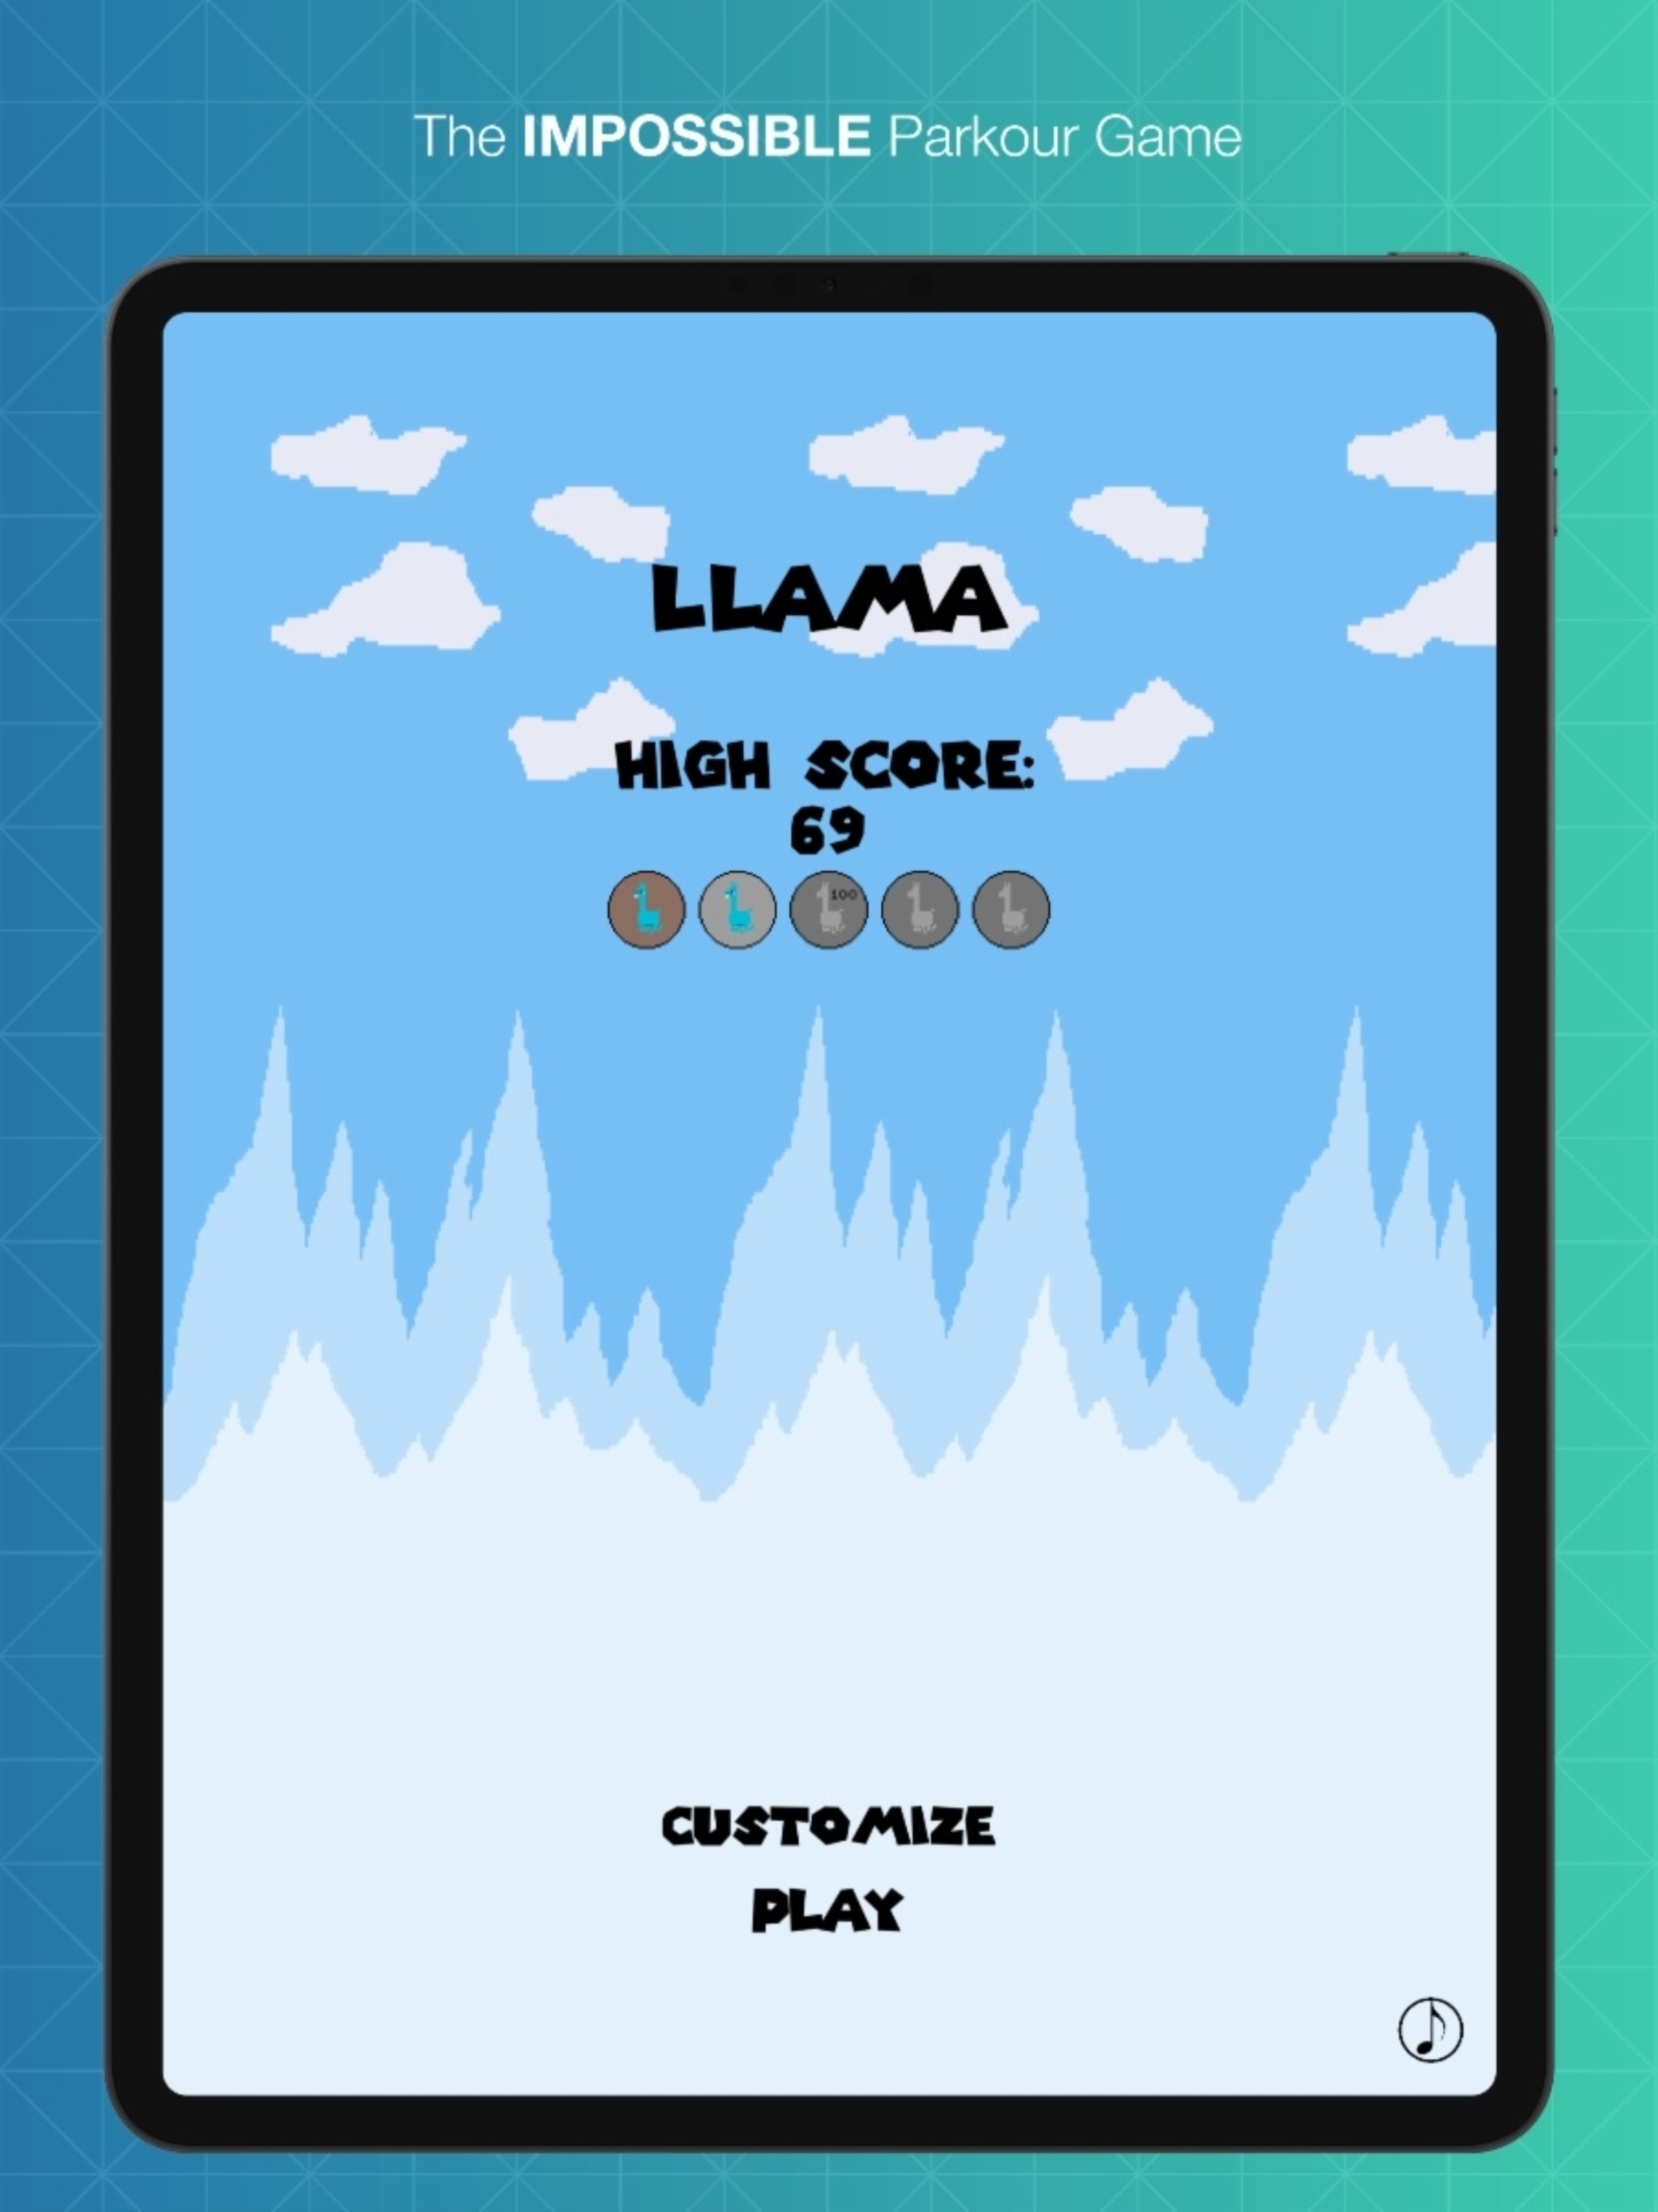 The IMPOSSIBLE Parkour Game
LLAMA
HIGH SCORE:
69
100
CUSTOMIZE
PLAY